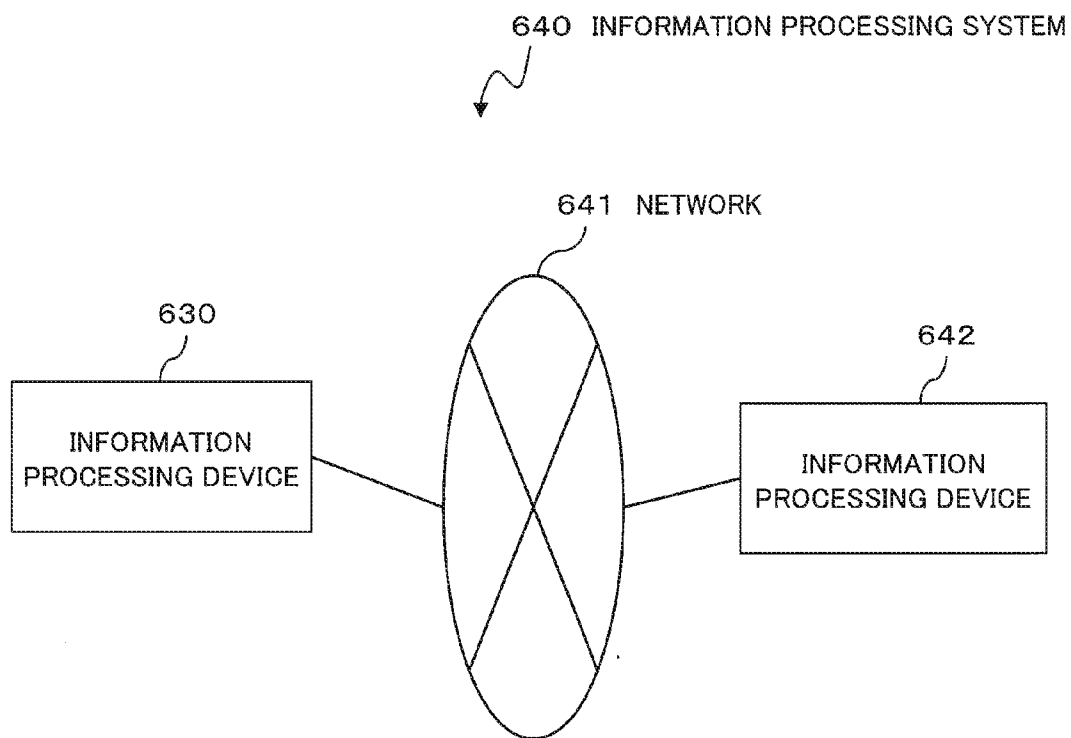 640 INFORMATION PROCESSING SYSTEM
641 NETWORK
630
642
INFORMATION
PROCESSING DEVICE
INFORMATION
PROCESSING DEVICE